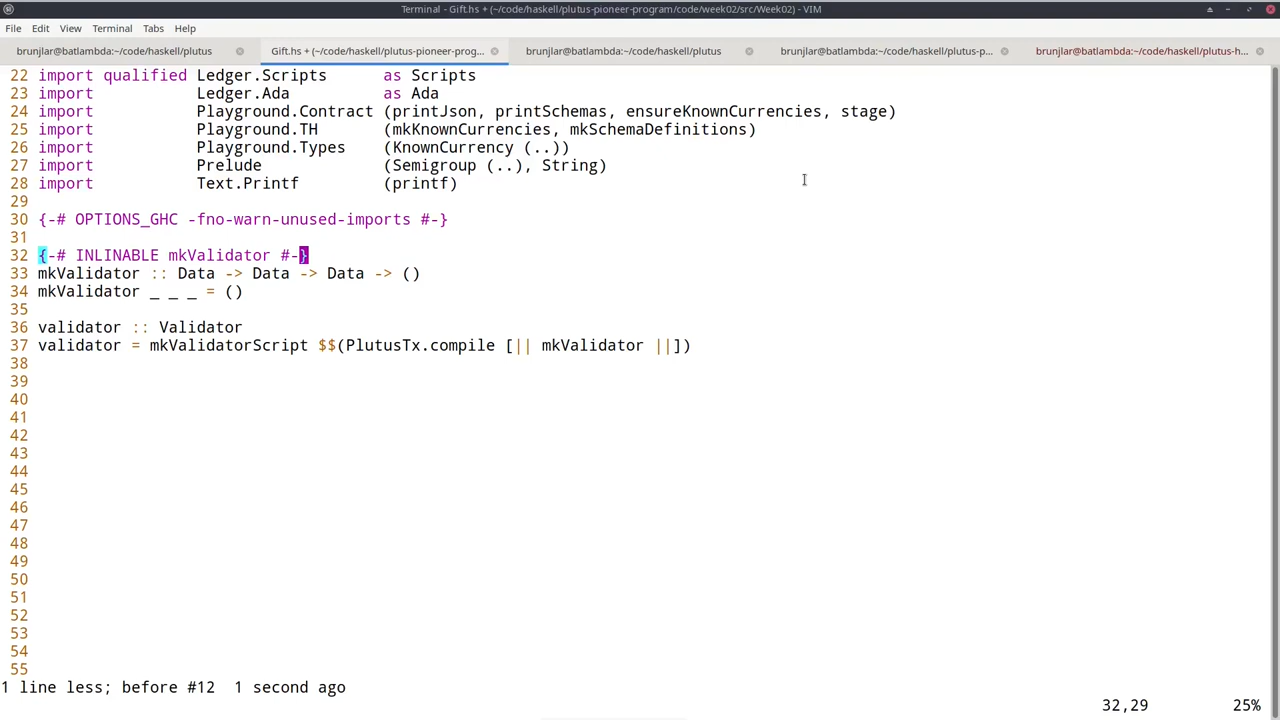 Terminal - Gift.hs + (~/code/haskell/plutus-pioneer-program/code/week02/src/Week02) - VIM
File Edit View Terminal Tabs Help
brunjlar@batlambda:~/code/haskell/plutus
Gift.hs + (~/code/haskell/plutus-pioneer-prog...
brunjlar@batlambda:~/code/haskell/plutus
brunjlar@batlambda:~/code/haskell/plutus-p...
brunjlar@batlambda:~/code/haskell/plutus-h...
22 import qualified Ledger.Scripts      as Scripts
23 import           Ledger.Ada          as Ada
24 import           Playground.Contract (printJson, printSchemas, ensureKnownCurrencies, stage)
25 import           Playground.TH       (mkKnownCurrencies, mkSchemaDefinitions)
26 import           Playground.Types    (KnownCurrency (..))
27 import           Prelude             (Semigroup (..), String)
28 import           Text.Printf         (printf)
29
30 {-# OPTIONS_GHC -fno-warn-unused-imports #-}
31
32 {-# INLINABLE mkValidator #-}
33 mkValidator :: Data -> Data -> Data -> ()
34 mkValidator _ _ _ = ()
35
36 validator :: Validator
37 validator = mkValidatorScript $$(PlutusTx.compile [|| mkValidator ||])
38
39
40
41
42
43
44
45
46
47
48
49
50
51
52
53
54
55
1 line less; before #12  1 second ago
32,29 25%